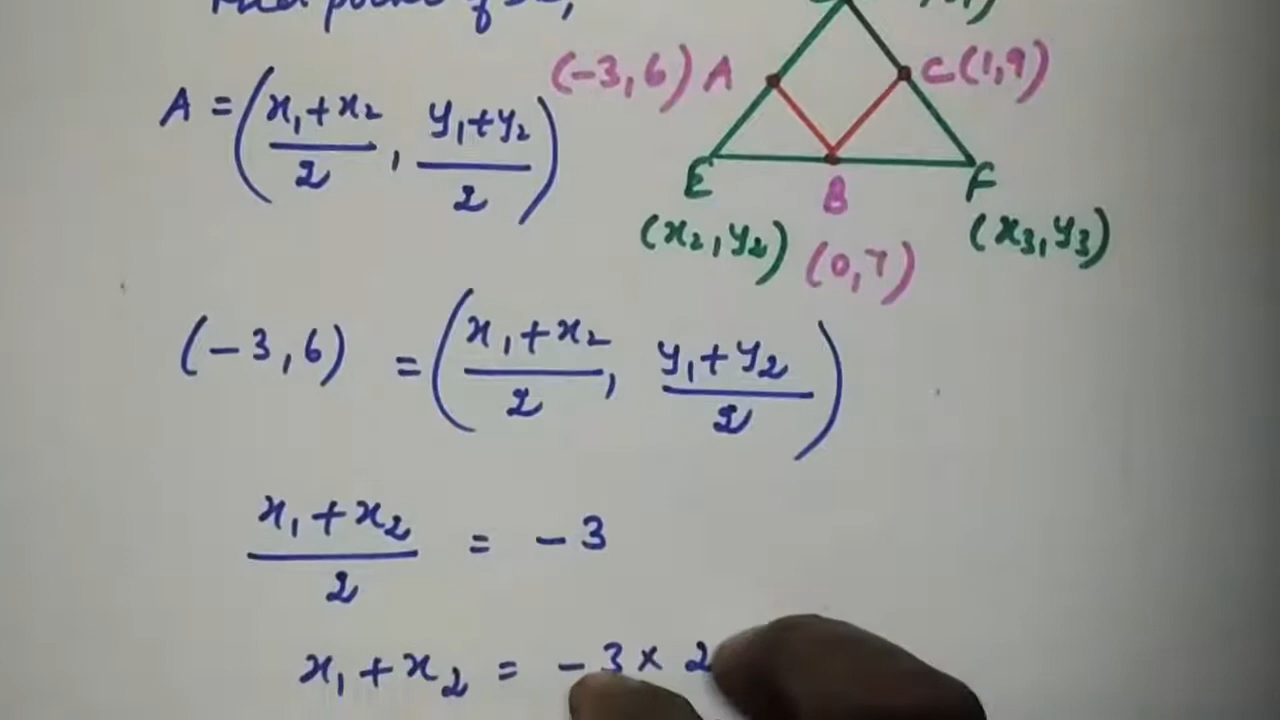 of
A = (x₁+x₂/2, y₁+y₂/2)
(-3,6) A
C(1,9)
E
B
F
(x₂,y₂)
(0,7)
(x₃,y₃)
(-3,6) = (x₁+x₂/2, y₁+y₂/2)
x₁+x₂/2 = -3
x₁+x₂ = -3×2